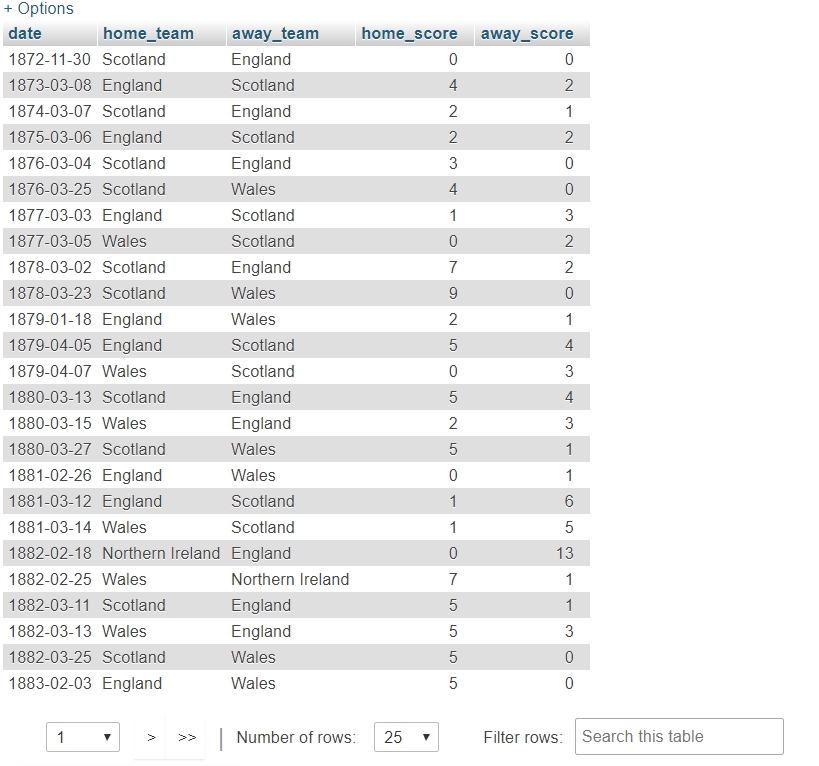 + Options
date home_team away_team home_score away_score
1872-11-30 Scotland England 0 0
1873-03-08 England Scotland 4 2
1874-03-07 Scotland England 2 1
1875-03-06 England Scotland 2 2
1876-03-04 Scotland England 3 0
1876-03-25 Scotland Wales 4 0
1877-03-03 England Scotland 1 3
1877-03-05 Wales Scotland 0 2
1878-03-02 Scotland England 7 2
1878-03-23 Scotland Wales 9 0
1879-01-18 England Wales 2 1
1879-04-05 England Scotland 5 4
1879-04-07 Wales Scotland 0 3
1880-03-13 Scotland England 5 4
1880-03-15 Wales England 2 3
1880-03-27 Scotland Wales 5 1
1881-02-26 England Wales 0 1
1881-03-12 England Scotland 1 6
1881-03-14 Wales Scotland 1 5
1882-02-18 Northern Ireland England 0 13
1882-02-25 Wales Northern Ireland 7 1
1882-03-11 Scotland England 5 1
1882-03-13 Wales England 5 3
1882-03-25 Scotland Wales 5 0
1883-02-03 England Wales 5 0
1 > >> | Number of rows: 25 Filter rows: Search this table